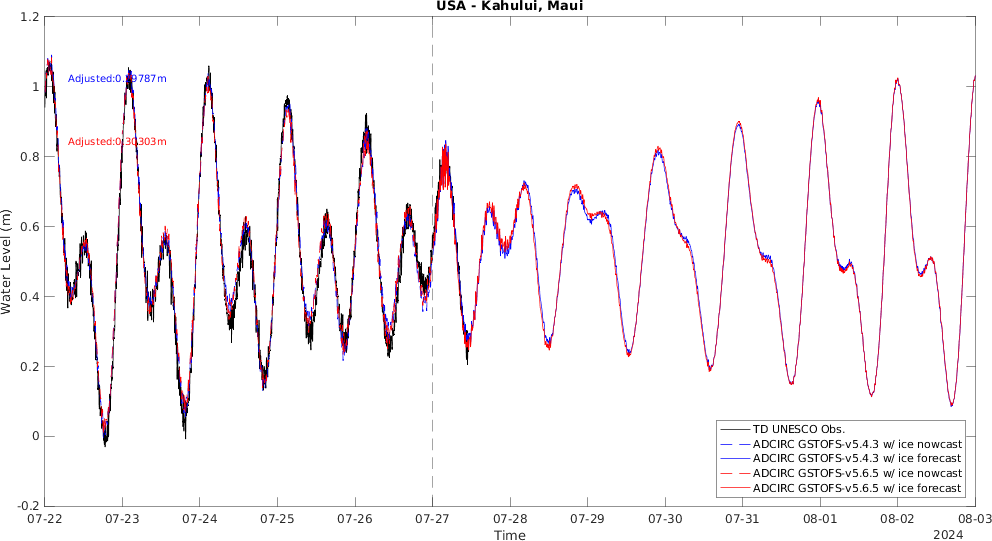 USA - Kahului, Maui
1.2
1
0.8
0.6
0.4
0.2
0
-0.2
Water Level (m)
Adjusted:0.29787m
Adjusted:0.30303m
TD UNESCO Obs.
ADCIRC GSTOFS-v5.4.3 w/ ice nowcast
ADCIRC GSTOFS-v5.4.3 w/ ice forecast
ADCIRC GSTOFS-v5.6.5 w/ ice nowcast
ADCIRC GSTOFS-v5.6.5 w/ ice forecast
07-22 07-23 07-24 07-25 07-26 07-27 07-28 07-29 07-30 07-31 08-01 08-02 08-03
Time
2024